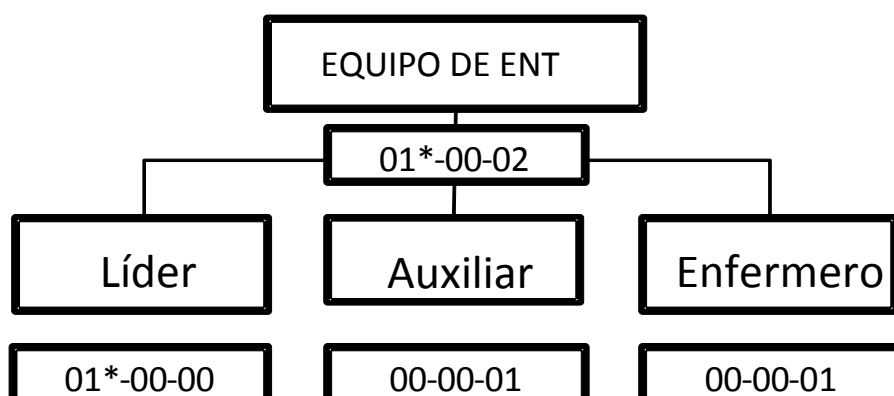 EQUIPO DE ENT
01*-00-02
Líder
Auxiliar
Enfermero
01*-00-00
00-00-01
00-00-01